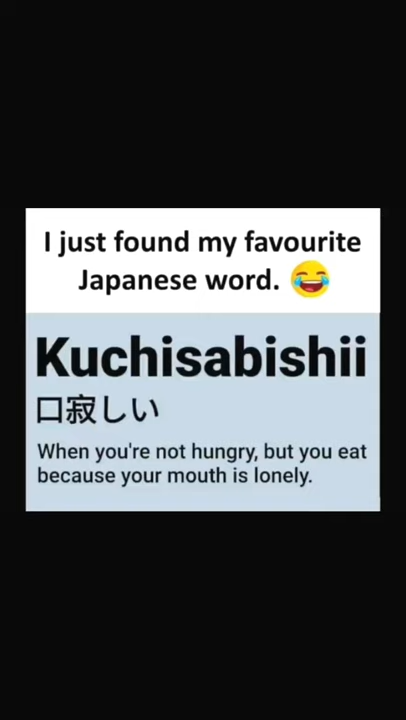 I just found my favourite
Japanese word. 😂
Kuchisabishii
口寂しい
When you're not hungry, but you eat
because your mouth is lonely.